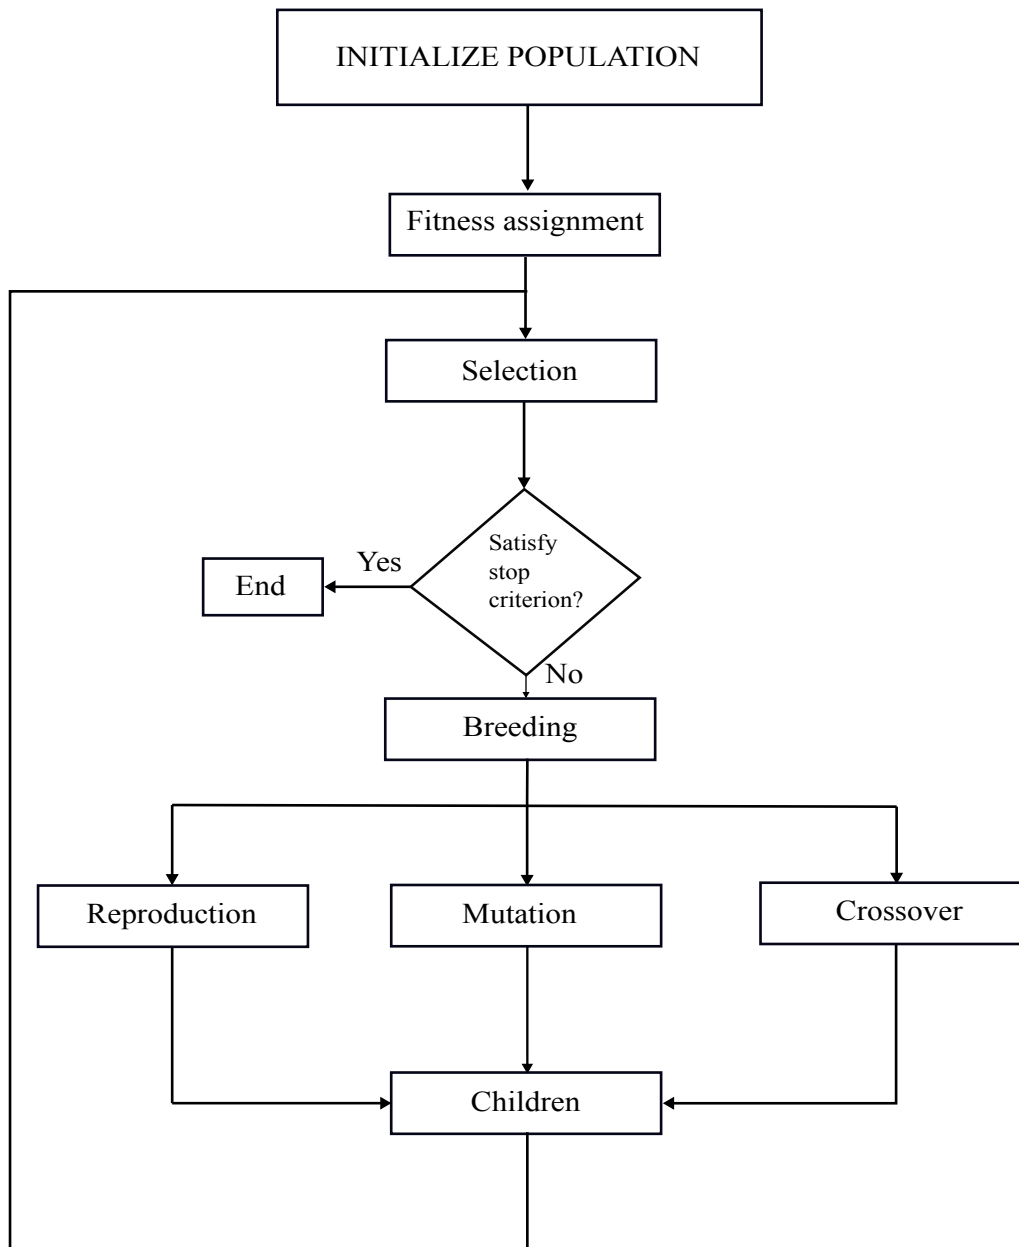 INITIALIZE POPULATION
Fitness assignment
Selection
Satisfy
stop
criterion?
Yes
End
No
Breeding
Reproduction
Mutation
Crossover
Children